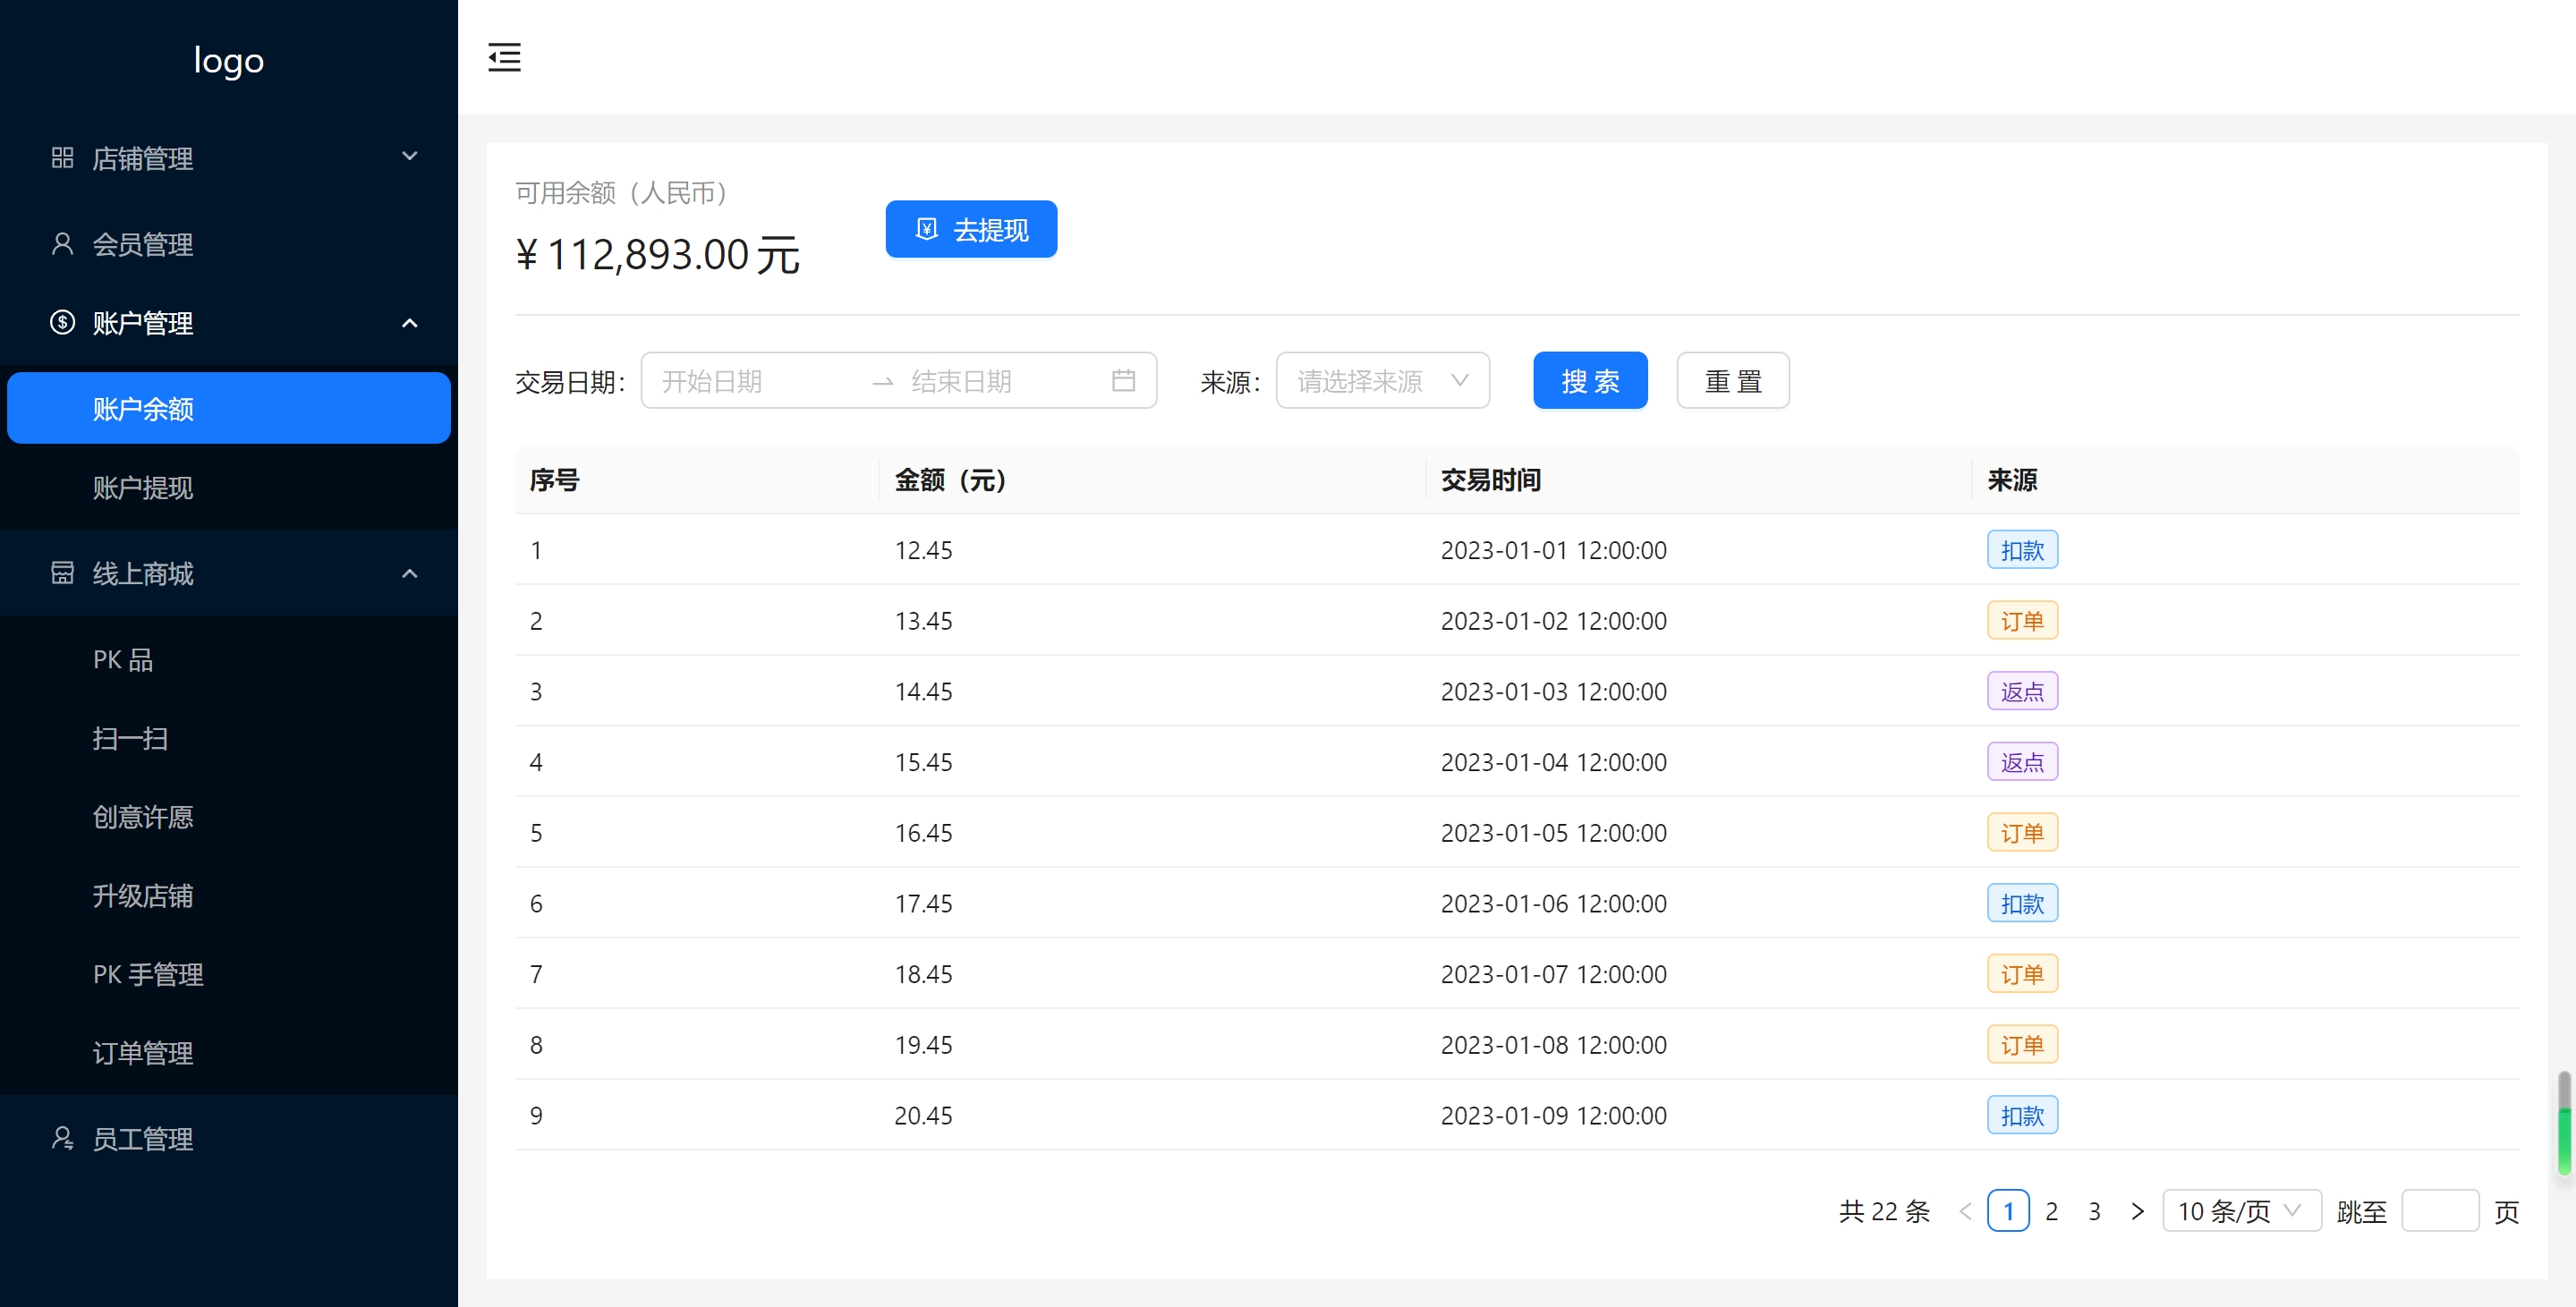 logo
店铺管理
会员管理
账户管理
账户余额
账户提现
线上商城
PK 品
扫一扫
创意许愿
升级店铺
PK 手管理
订单管理
员工管理
可用余额（人民币）
¥ 112,893.00 元
去提现
交易日期： 开始日期 结束日期 来源： 请选择来源 搜 索 重 置
序号 金额（元） 交易时间 来源
1 12.45 2023-01-01 12:00:00 扣款
2 13.45 2023-01-02 12:00:00 订单
3 14.45 2023-01-03 12:00:00 返点
4 15.45 2023-01-04 12:00:00 返点
5 16.45 2023-01-05 12:00:00 订单
6 17.45 2023-01-06 12:00:00 扣款
7 18.45 2023-01-07 12:00:00 订单
8 19.45 2023-01-08 12:00:00 订单
9 20.45 2023-01-09 12:00:00 扣款
共 22 条 < 1 2 3 > 10 条/页 跳至 页